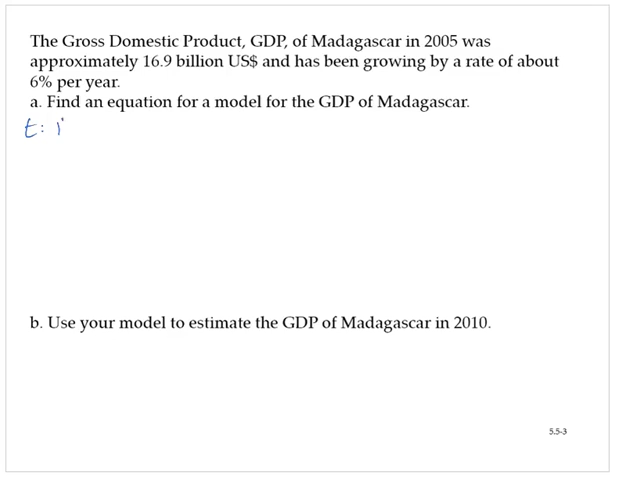 The Gross Domestic Product, GDP, of Madagascar in 2005 was
approximately 16.9 billion US$ and has been growing by a rate of about
6% per year.
a. Find an equation for a model for the GDP of Madagascar.
t:
b. Use your model to estimate the GDP of Madagascar in 2010.
5.5-3